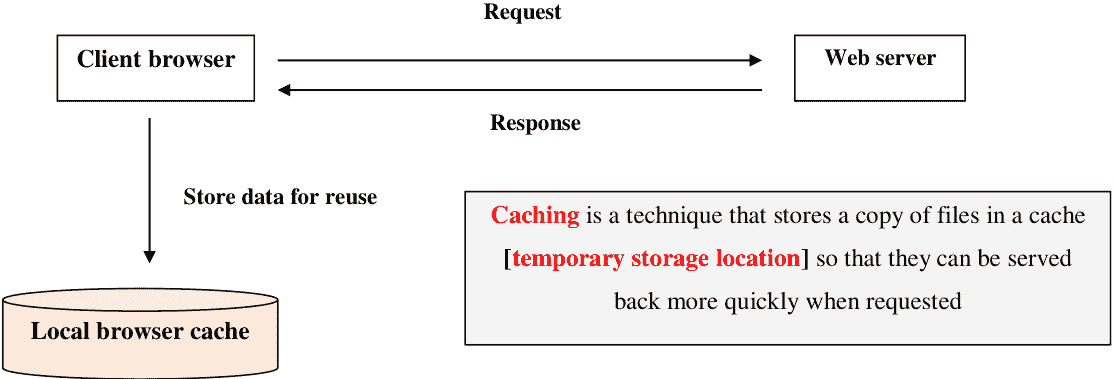 Request
Client browser
Web server
Response
Store data for reuse
Caching is a technique that stores a copy of files in a cache
[temporary storage location] so that they can be served
back more quickly when requested
Local browser cache